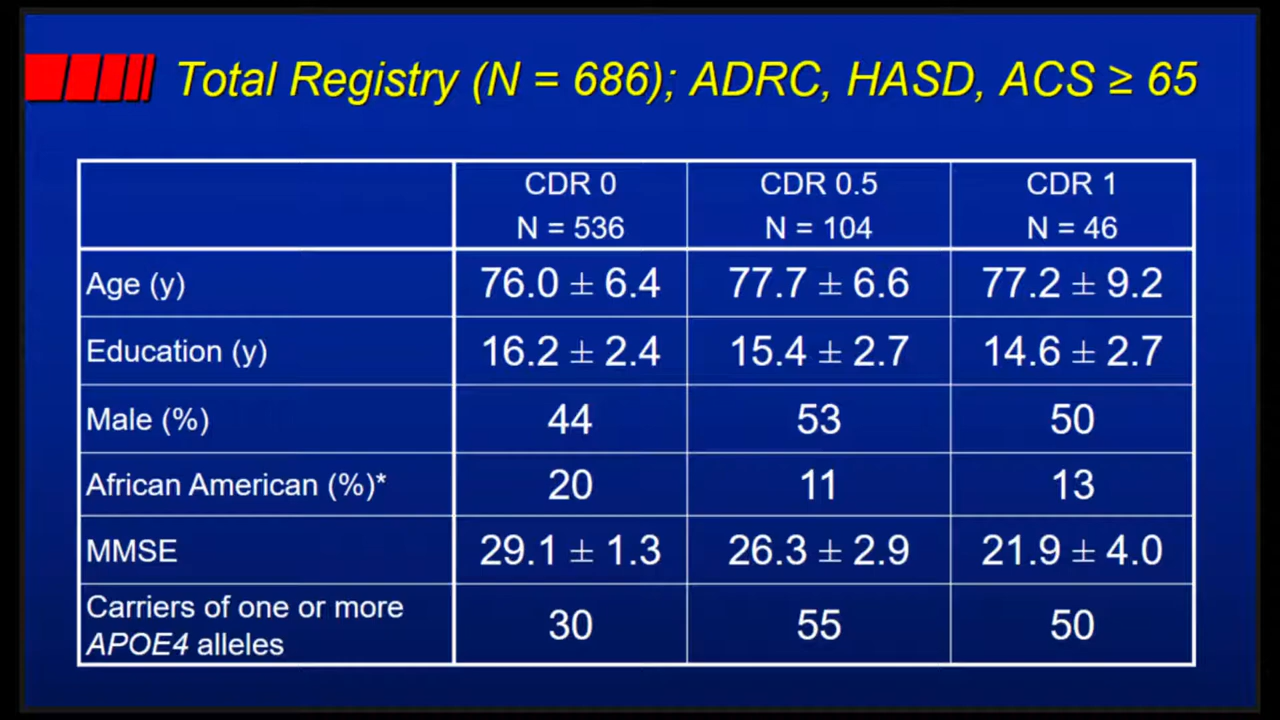 Total Registry (N = 686); ADRC, HASD, ACS ≥ 65
CDR 0 CDR 0.5 CDR 1
N = 536 N = 104 N = 46
Age (y) 76.0 ± 6.4 77.7 ± 6.6 77.2 ± 9.2
Education (y) 16.2 ± 2.4 15.4 ± 2.7 14.6 ± 2.7
Male (%) 44 53 50
African American (%)* 20 11 13
MMSE 29.1 ± 1.3 26.3 ± 2.9 21.9 ± 4.0
Carriers of one or more
APOE4 alleles 30 55 50